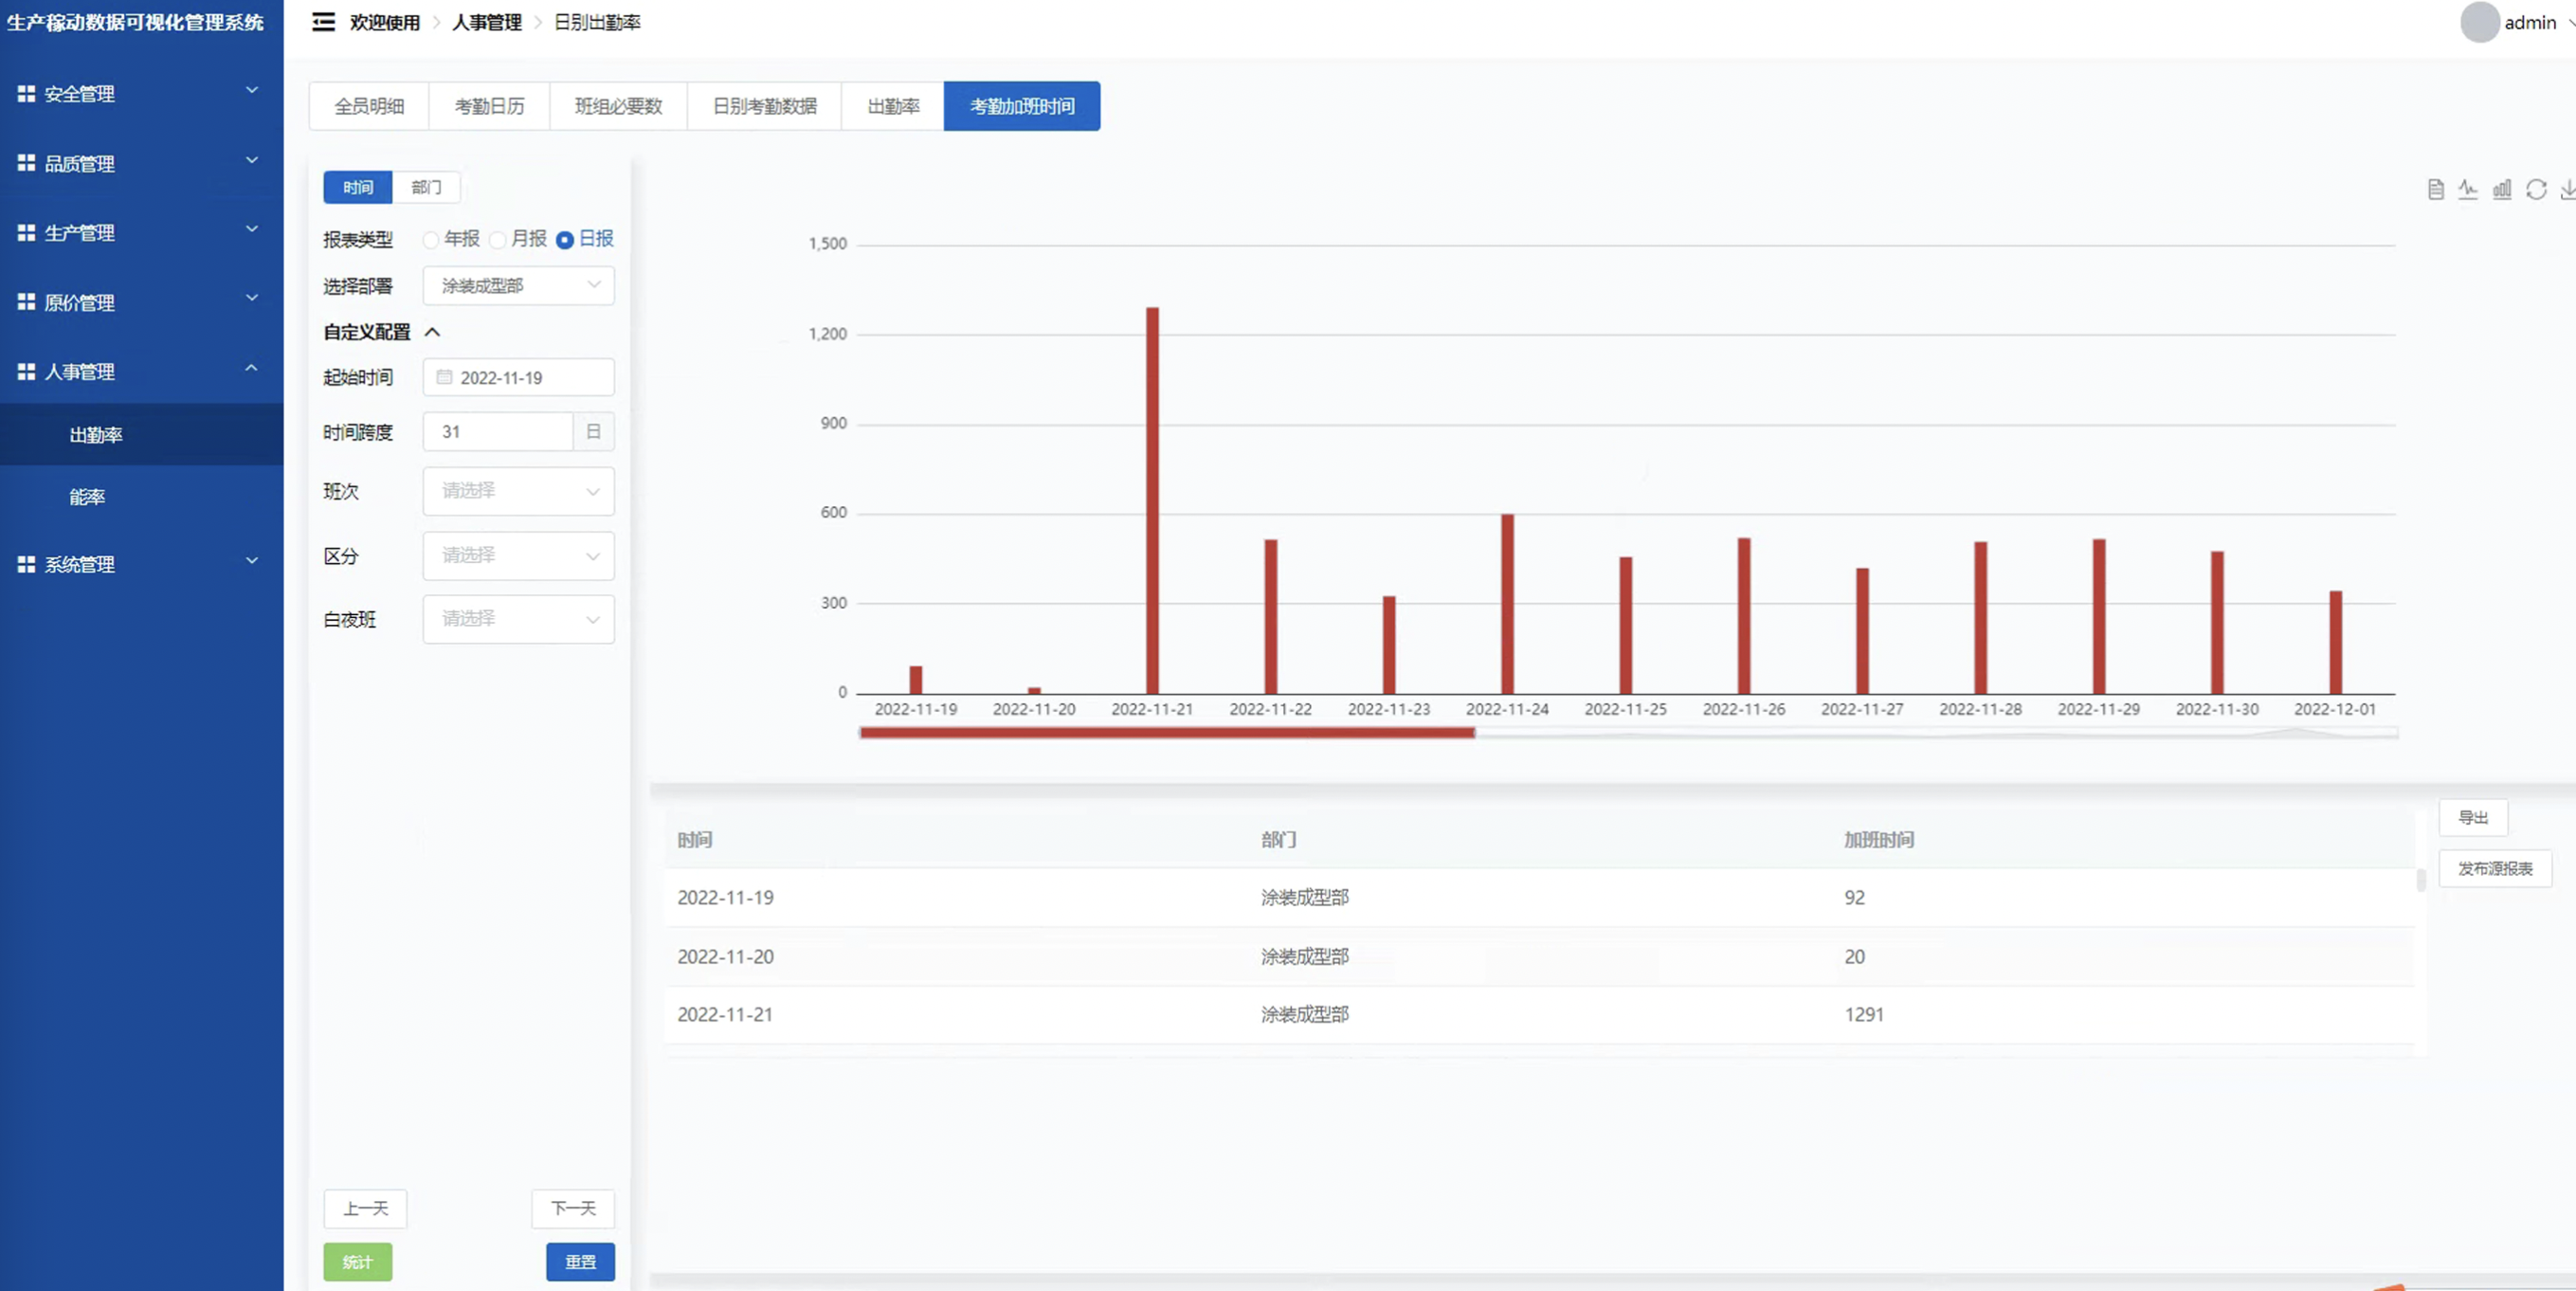 生产稼动数据可视化管理系统
安全管理
品质管理
生产管理
原价管理
人事管理
出勤率
能率
系统管理
欢迎使用 > 人事管理 > 日别出勤率
admin
全员明细 考勤日历 班组必要数 日别考勤数据 出勤率 考勤加班时间
时间 部门
报表类型 年报 月报 日报
选择部署 涂装成型部
自定义配置
起始时间 2022-11-19
时间跨度 31 日
班次 请选择
区分 请选择
白夜班 请选择
上一天 下一天
统计 重置
1,500
1,200
900
600
300
0
2022-11-19 2022-11-20 2022-11-21 2022-11-22 2022-11-23 2022-11-24 2022-11-25 2022-11-26 2022-11-27 2022-11-28 2022-11-29 2022-11-30 2022-12-01
时间 部门 加班时间
2022-11-19 涂装成型部 92
2022-11-20 涂装成型部 20
2022-11-21 涂装成型部 1291
导出
发布源报表